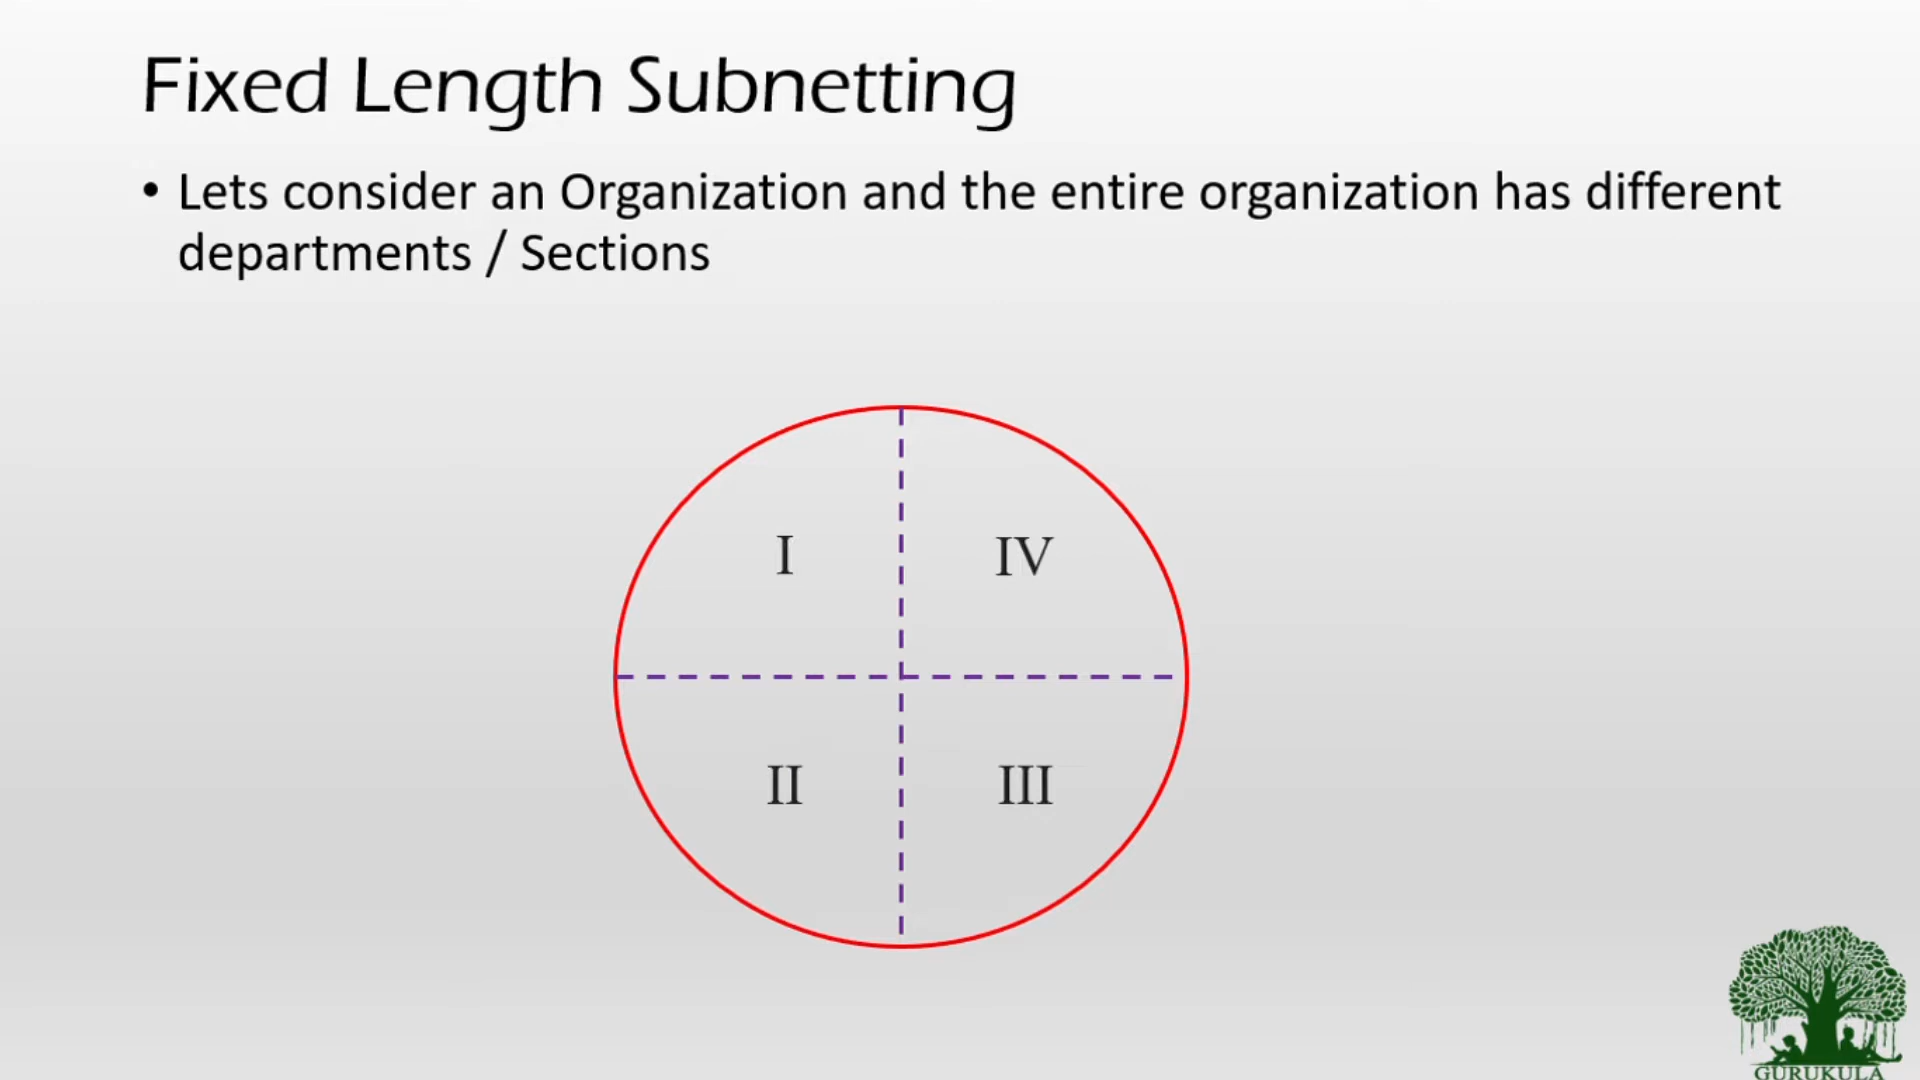 Fixed Length Subnetting
• Lets consider an Organization and the entire organization has different
departments / Sections
I
IV
II
III
GURUKULA